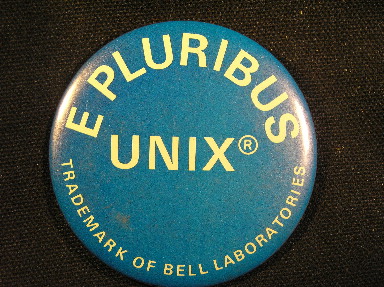 E PLURIBUS
UNIX®
TRADEMARK OF BELL LABORATORIES